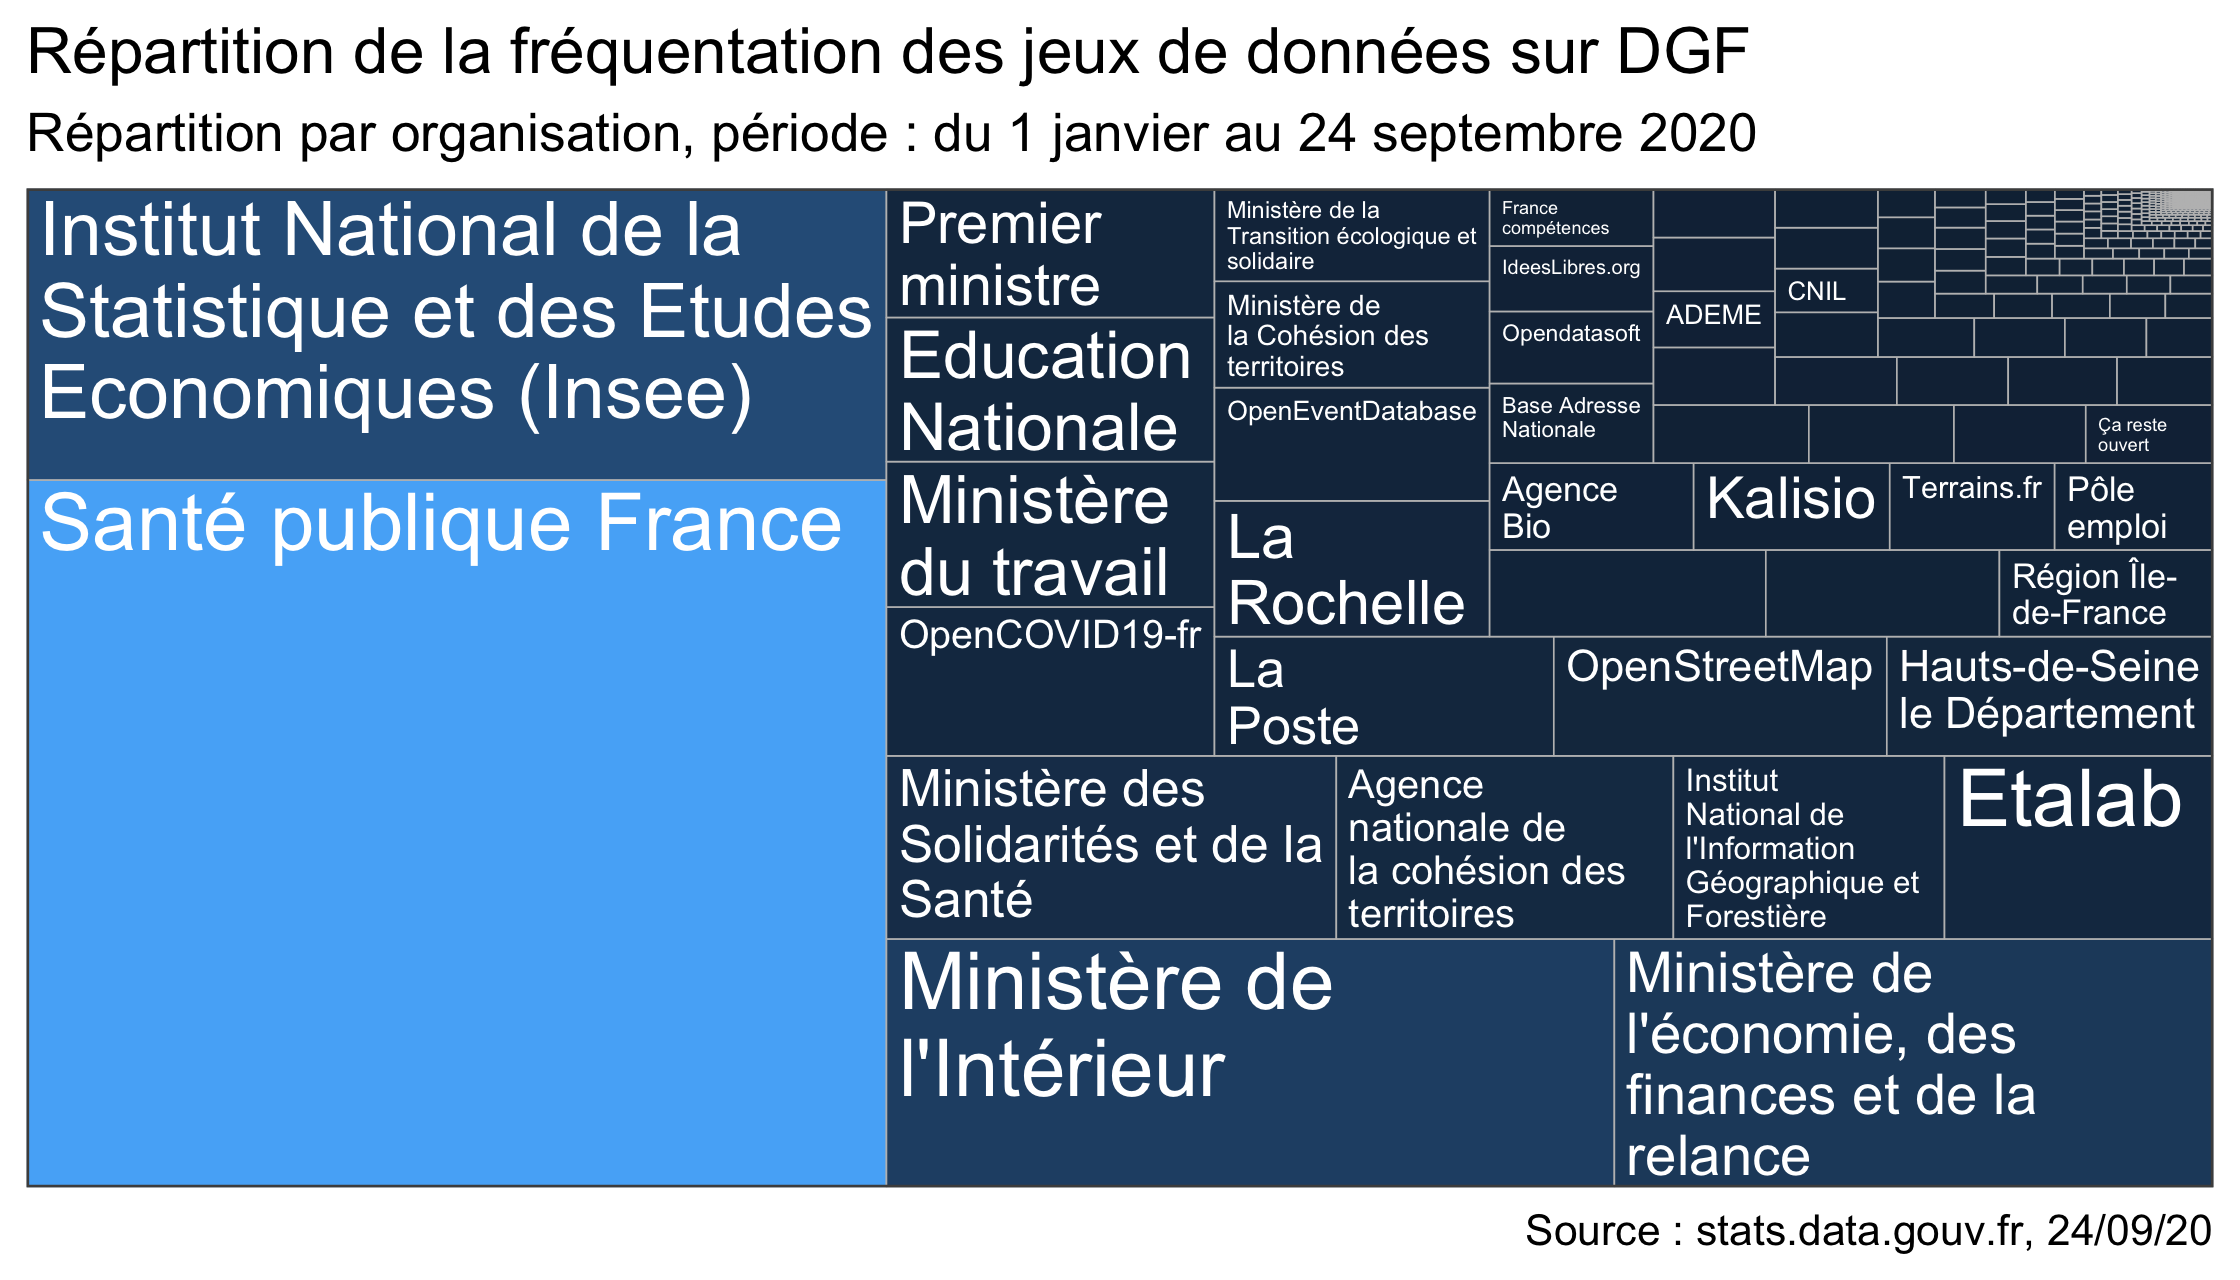 Répartition de la fréquentation des jeux de données sur DGF
Répartition par organisation, période : du 1 janvier au 24 septembre 2020
Institut National de la
Statistique et des Etudes
Economiques (Insee)
Santé publique France
Premier
ministre
Education
Nationale
Ministère
du travail
OpenCOVID19-fr
Ministère de la
Transition écologique et
solidaire
Ministère de
la Cohésion des
territoires
OpenEventDatabase
La
Rochelle
France
compétences
IdeesLibres.org
Opendatasoft
Base Adresse
Nationale
ADEME
CNIL
Ça reste
ouvert
Agence
Bio
Kalisio
Terrains.fr
Pôle
emploi
Région Île-
de-France
La
Poste
OpenStreetMap
Hauts-de-Seine
le Département
Ministère des
Solidarités et de la
Santé
Agence
nationale de
la cohésion des
territoires
Institut
National de
l'Information
Géographique et
Forestière
Etalab
Ministère de
l'Intérieur
Ministère de
l'économie, des
finances et de la
relance
Source : stats.data.gouv.fr, 24/09/20